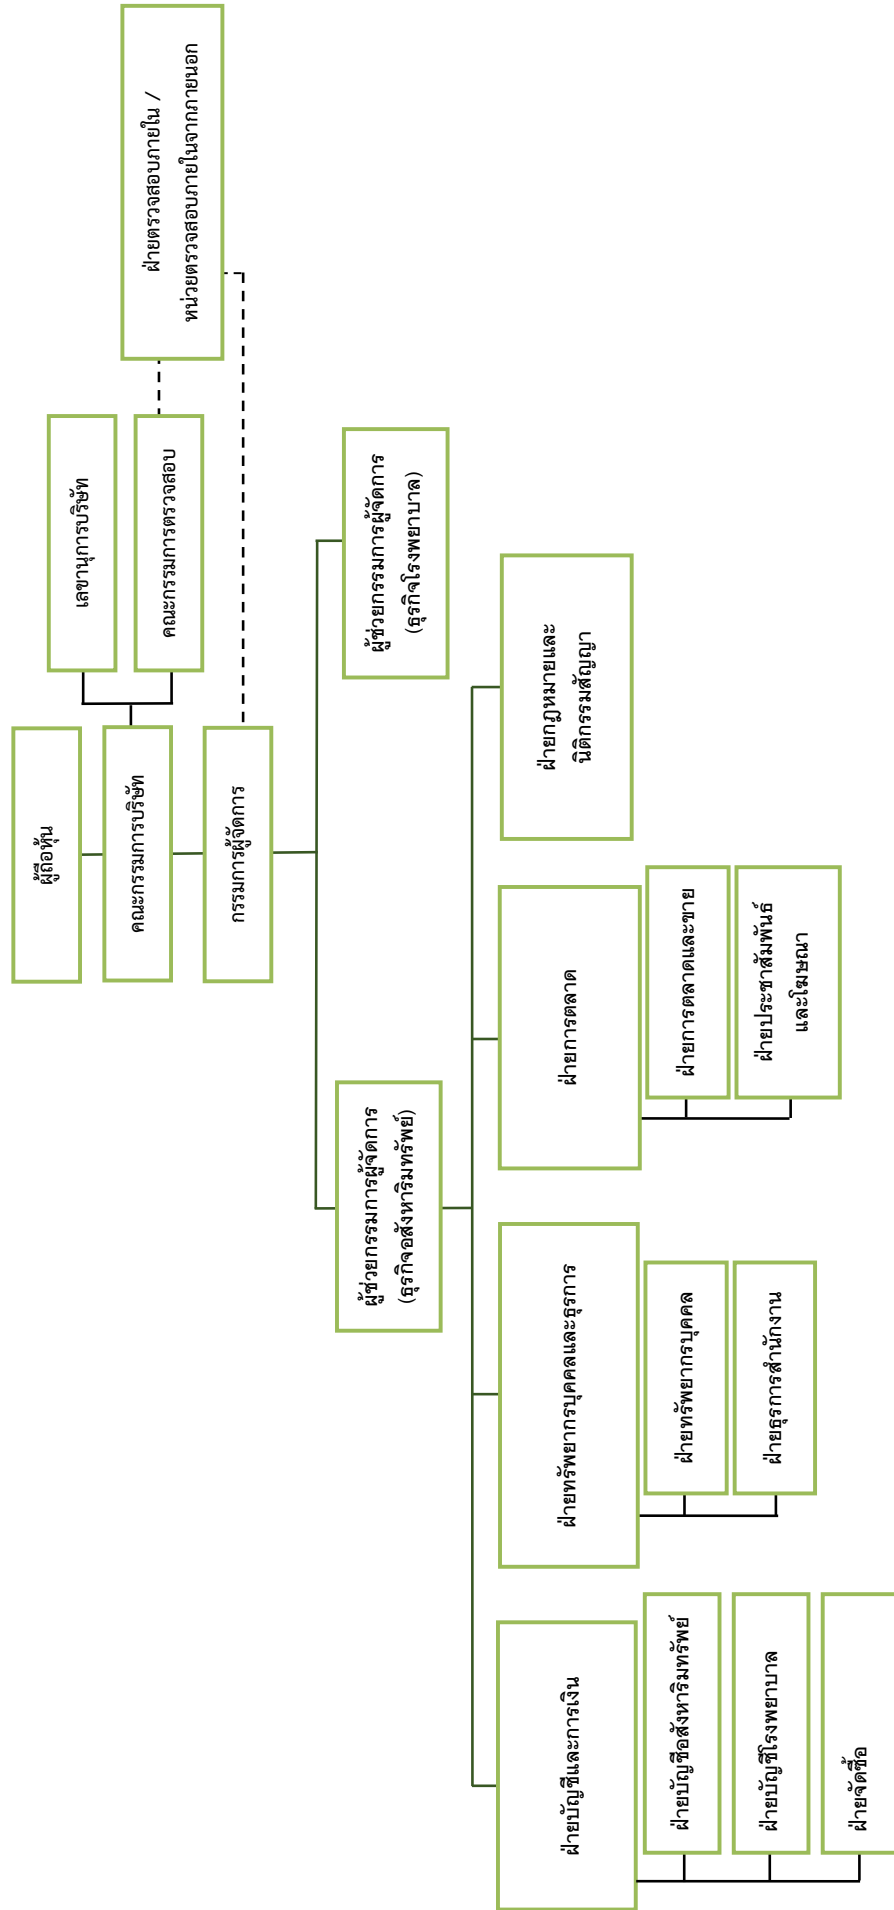 ผู้ถือหุ้น
คณะกรรมการบริษัท
เลขานุการบริษัท
คณะกรรมการตรวจสอบ
ฝ่ายตรวจสอบภายใน /
หน่วยตรวจสอบภายในจากภายนอก
กรรมการผู้จัดการ
ผู้ช่วยกรรมการผู้จัดการ
(ธุรกิจอสังหาริมทรัพย์)
ผู้ช่วยกรรมการผู้จัดการ
(ธุรกิจโรงพยาบาล)
ฝ่ายบัญชีและการเงิน
ฝ่ายบัญชีอสังหาริมทรัพย์
ฝ่ายบัญชีโรงพยาบาล
ฝ่ายจัดซื้อ
ฝ่ายทรัพยากรบุคคลและธุรการ
ฝ่ายทรัพยากรบุคคล
ฝ่ายธุรการสำนักงาน
ฝ่ายการตลาด
ฝ่ายการตลาดและขาย
ฝ่ายประชาสัมพันธ์
และโฆษณา
ฝ่ายกฎหมายและ
นิติกรรมสัญญา